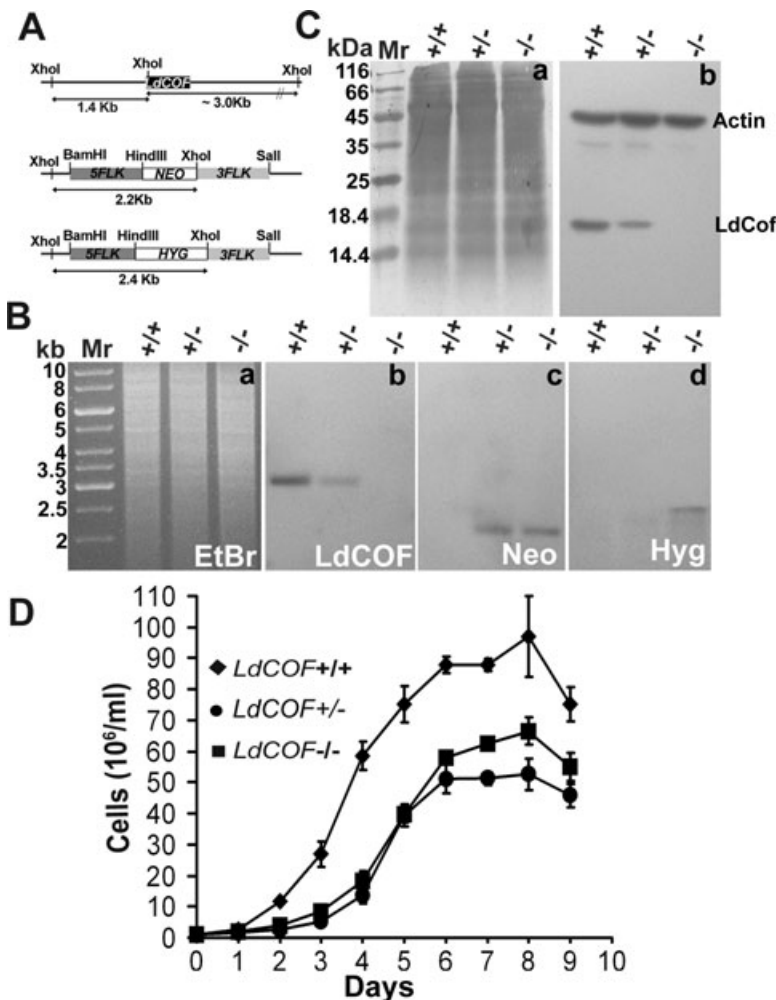 A
XhoI XhoI XhoI
LdCOF
1.4 Kb ~ 3.0Kb
XhoI BamHI HindIII XhoI SalI
5FLK NEO 3FLK
2.2Kb
XhoI BamHI HindIII XhoI SalI
5FLK HYG 3FLK
2.4 Kb
C
kDa Mr +/+ +/- -/- a
116
66
45
35
25
18.4
14.4
+/+ +/- -/- b
Actin
LdCof
B
kb Mr +/+ +/- -/- a
10
8
6
5
4
3.5
3
2.5
2
EtBr
+/+ +/- -/- b
LdCOF
+/+ +/- -/- c
Neo
+/+ +/- -/- d
Hyg
D
Cells (10⁶/ml)
110
100
90
80
70
60
50
40
30
20
10
0
LdCOF+/+
LdCOF+/-
LdCOF-/-
0 1 2 3 4 5 6 7 8 9 10
Days